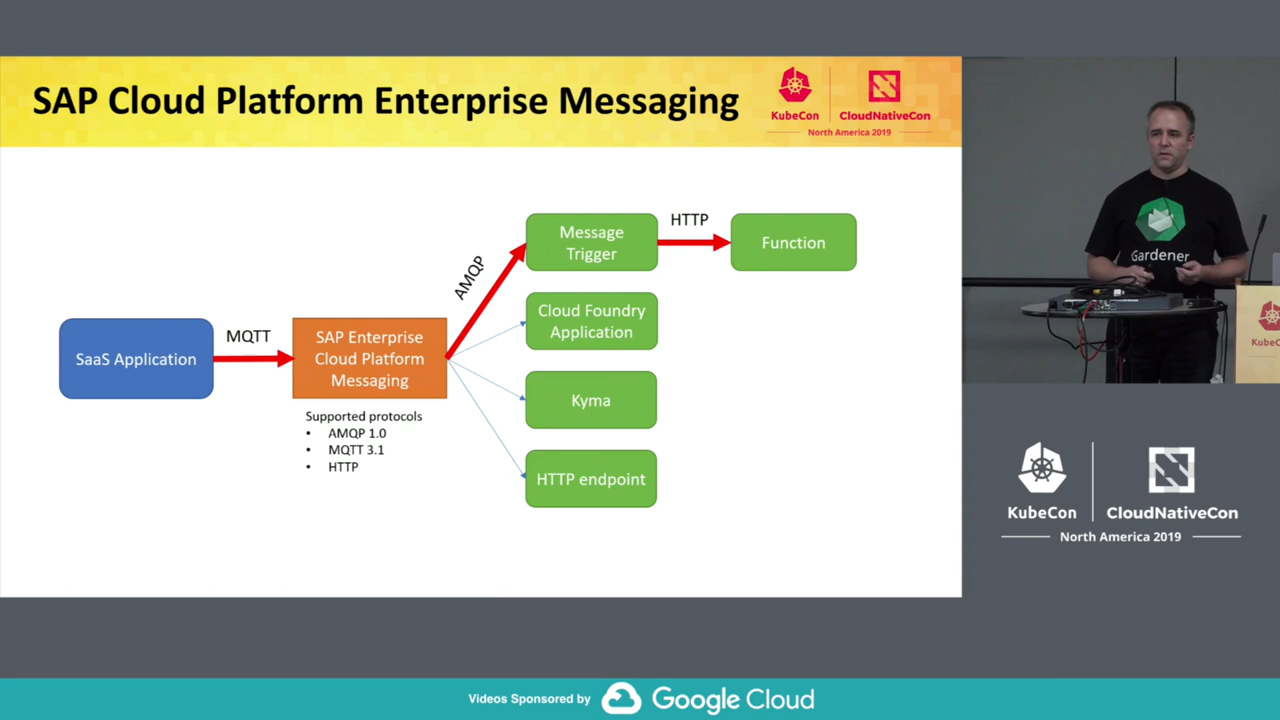 SAP Cloud Platform Enterprise Messaging
KubeCon
CloudNativeCon
North America 2019
SaaS Application
MQTT
SAP Enterprise
Cloud Platform
Messaging
Supported protocols
• AMQP 1.0
• MQTT 3.1
• HTTP
AMQP
Message
Trigger
HTTP
Function
Cloud Foundry
Application
Kyma
HTTP endpoint
Gardener
KubeC
KubeCon
CloudNativeCon
North America 2019
Videos Sponsored by
Google Cloud